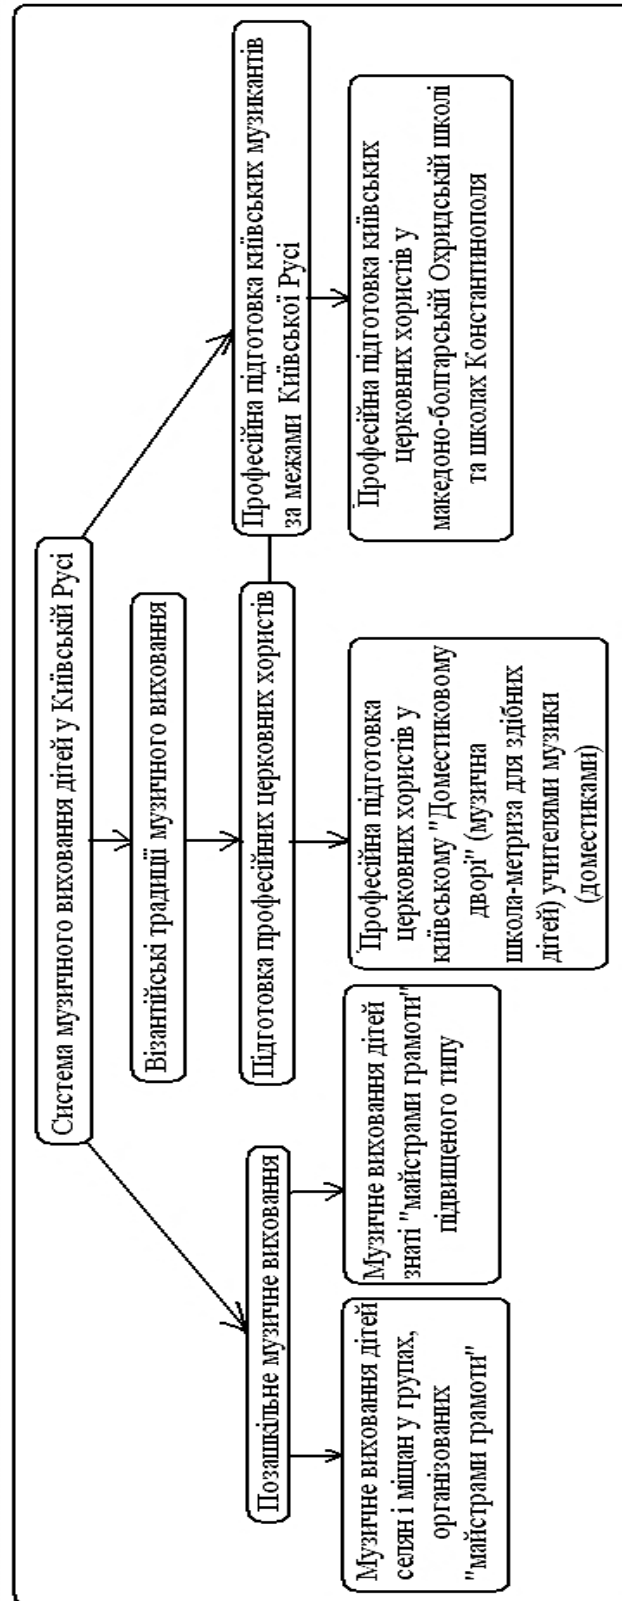 Система музичного виховання дітей у Київській Русі
Візантійські традиції музичного виховання
Позашкільне музичне виховання
Підготовка професійних церковних хористів
Професійна підготовка київських музикантів
за межами Київської Русі
Музичне виховання дітей
селян і міщан у групах,
організованих
"майстрами грамоти"
Музичне виховання дітей
знаті "майстрами грамоти"
підвищеного типу
Професійна підготовка
церковних хористів у
київському "Доместиковому
дворі" (музична
школа-метриза для здібних
дітей) учителями музики
(доместиками)
Професійна підготовка київських
церковних хористів у
македоно-болгарській Охридській школі
та школах Константинополя